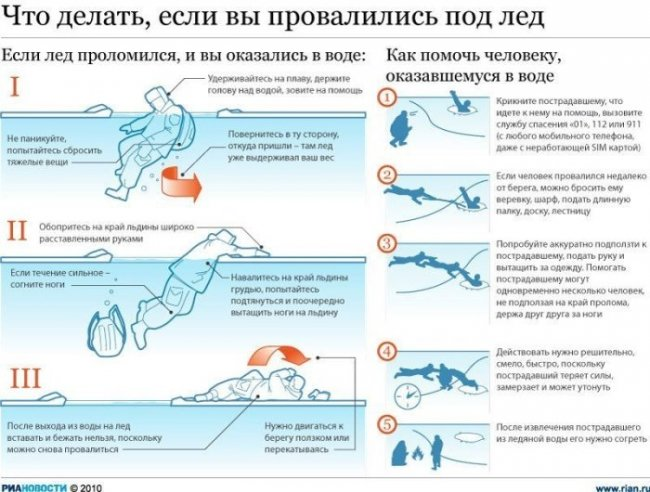 Что делать, если вы провалились под лед
Если лед проломился, и вы оказались в воде:
I
Удерживайтесь на плаву, держите
голову над водой, зовите на помощь
Не паникуйте,
попытайтесь сбросить
тяжелые вещи
Повернитесь в ту сторону,
откуда пришли – там лед
уже выдерживал ваш вес
II
Обопритесь на край льдины широко
расставленными руками
Если течение сильное –
согните ноги
Навалитесь на край льдины
грудью, попытайтесь
подтянуться и поочередно
вытащить ноги на льдину
III
После выхода из воды на лед
вставать и бежать нельзя, поскольку
можно снова провалиться
Нужно двигаться к
берегу ползком или
перекатываясь
Как помочь человеку,
оказавшемуся в воде
1
Крикните пострадавшему, что
идете к нему на помощь, вызовите
службу спасения «01», 112 или 911
(с любого мобильного телефона,
даже с неработающей SIM картой)
2
Если человек провалился недалеко
от берега, можно бросить ему
веревку, шарф, подать длинную
палку, доску, лестницу
3
Попробуйте аккуратно подползти к
пострадавшему, подать руку и
вытащить за одежду. Помогать
пострадавшему могут
одновременно несколько человек,
не подползая на край пролома,
держа друг друга за ноги
4
Действовать нужно решительно,
смело, быстро, поскольку
пострадавший теряет силы,
замерзает и может утонуть
5
После извлечения пострадавшего
из ледяной воды его нужно согреть
РИАНОВОСТИ © 2010
www.rian.ru